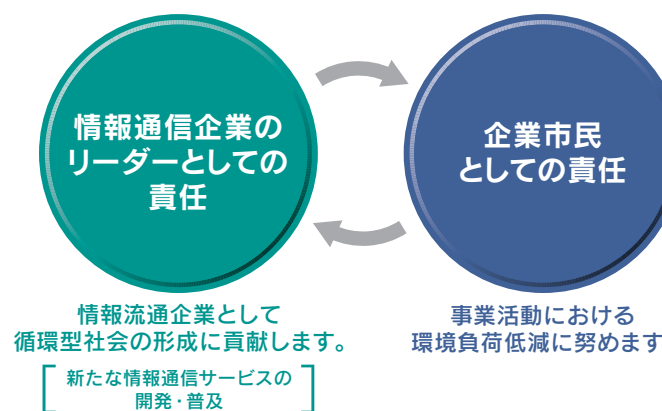 情報通信企業の
リーダーとしての
責任
企業市民
としての責任
情報流通企業として
循環型社会の形成に貢献します。
新たな情報通信サービスの
開発・普及
事業活動における
環境負荷低減に努めます